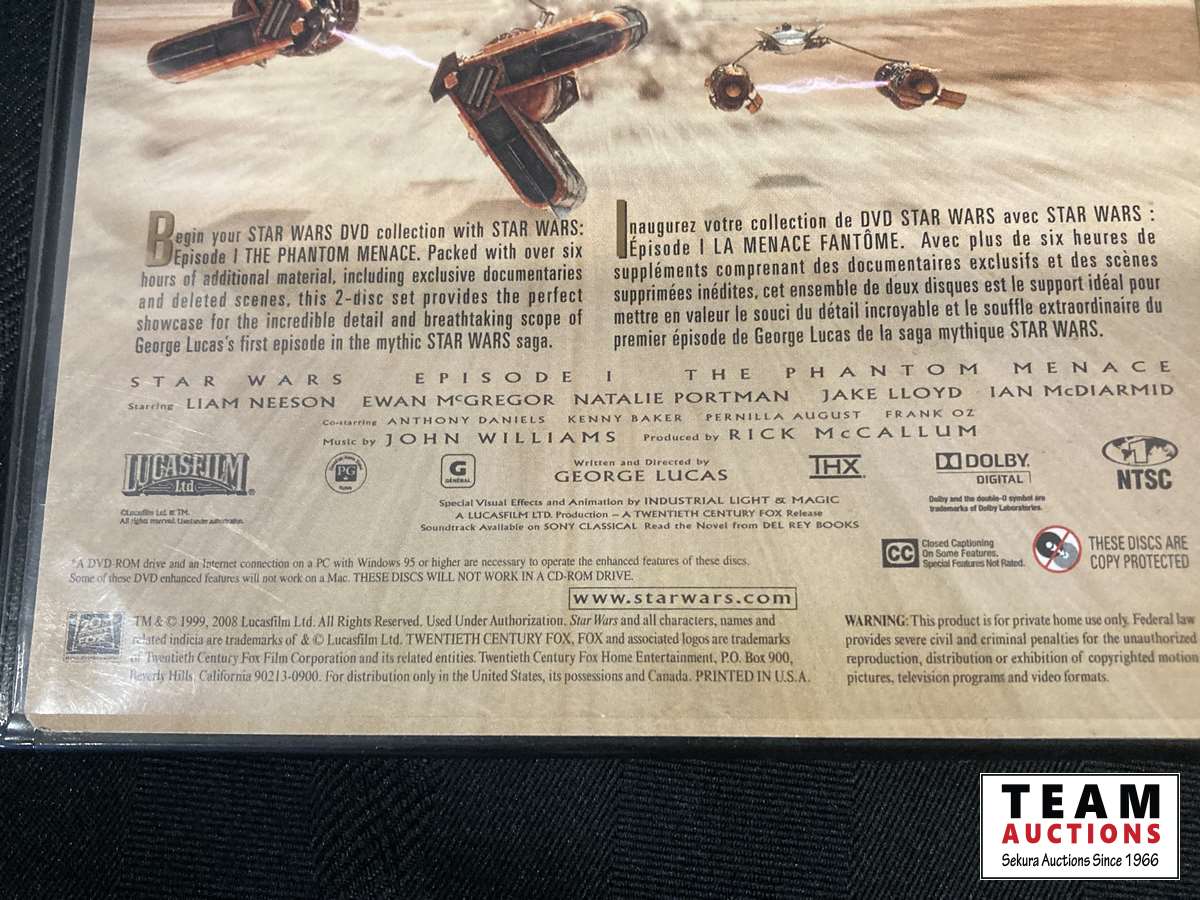 Begin your STAR WARS DVD collection with STAR WARS:
Episode I THE PHANTOM MENACE. Packed with over six
hours of additional material, including exclusive documentaries
and deleted scenes, this 2-disc set provides the perfect
showcase for the incredible detail and breathtaking scope of
George Lucas's first episode in the mythic STAR WARS saga.
Inaugurez votre collection de DVD STAR WARS avec STAR WARS :
Épisode I LA MENACE FANTÔME. Avec plus de six heures de
suppléments comprenant des documentaires exclusifs et des scènes
supprimées inédites, cet ensemble de deux disques est le support idéal pour
mettre en valeur le souci du détail incroyable et le souffle extraordinaire du
premier épisode de George Lucas de la saga mythique STAR WARS.
STAR WARS EPISODE I THE PHANTOM MENACE
Starring LIAM NEESON EWAN McGREGOR NATALIE PORTMAN JAKE LLOYD IAN McDIARMID
Co-starring ANTHONY DANIELS KENNY BAKER PERNILLA AUGUST FRANK OZ
Music by JOHN WILLIAMS Produced by RICK McCALLUM
LUCASFILM
Ltd.
®
©Lucasfilm Ltd. & TM.
All rights reserved. Used under authorization.
PG
G
GÉNÉRAL
Written and Directed by
GEORGE LUCAS
THX
DOLBY
DIGITAL
Dolby and the double-D symbol are
trademarks of Dolby Laboratories.
NTSC
Special Visual Effects and Animation by INDUSTRIAL LIGHT & MAGIC
A LUCASFILM LTD. Production – A TWENTIETH CENTURY FOX Release
Soundtrack Available on SONY CLASSICAL Read the Novel from DEL REY BOOKS
CC
Closed Captioning
On Some Features.
Special Features Not Rated.
THESE DISCS ARE
COPY PROTECTED
*A DVD ROM drive and an Internet connection on a PC with Windows 95 or higher are necessary to operate the enhanced features of these discs.
Some of these DVD enhanced features will not work on a Mac. THESE DISCS WILL NOT WORK IN A CD-ROM DRIVE.
www.starwars.com
TM & © 1999, 2008 Lucasfilm Ltd. All Rights Reserved. Used Under Authorization. Star Wars and all characters, names and
related indicia are trademarks of & © Lucasfilm Ltd. TWENTIETH CENTURY FOX, FOX and associated logos are trademarks
of Twentieth Century Fox Film Corporation and its related entities. Twentieth Century Fox Home Entertainment, P.O. Box 900,
Beverly Hills, California 90213-0900. For distribution only in the United States, its possessions and Canada. PRINTED IN U.S.A.
WARNING: This product is for private home use only. Federal law
provides severe civil and criminal penalties for the unauthorized
reproduction, distribution or exhibition of copyrighted motion
pictures, television programs and video formats.
TEAM
AUCTIONS
Sekura Auctions Since 1966